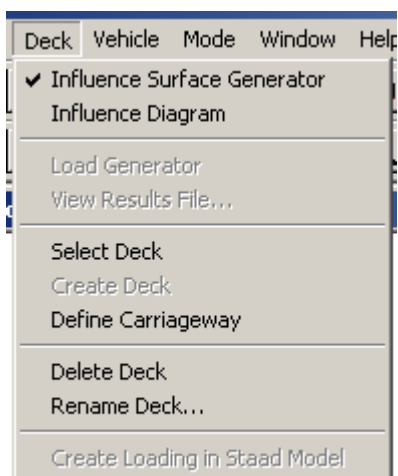 Deck Vehicle Mode Window Help
Influence Surface Generator
Influence Diagram
Load Generator
View Results File...
Select Deck
Create Deck
Define Carriageway
Delete Deck
Rename Deck...
Create Loading in Staad Model